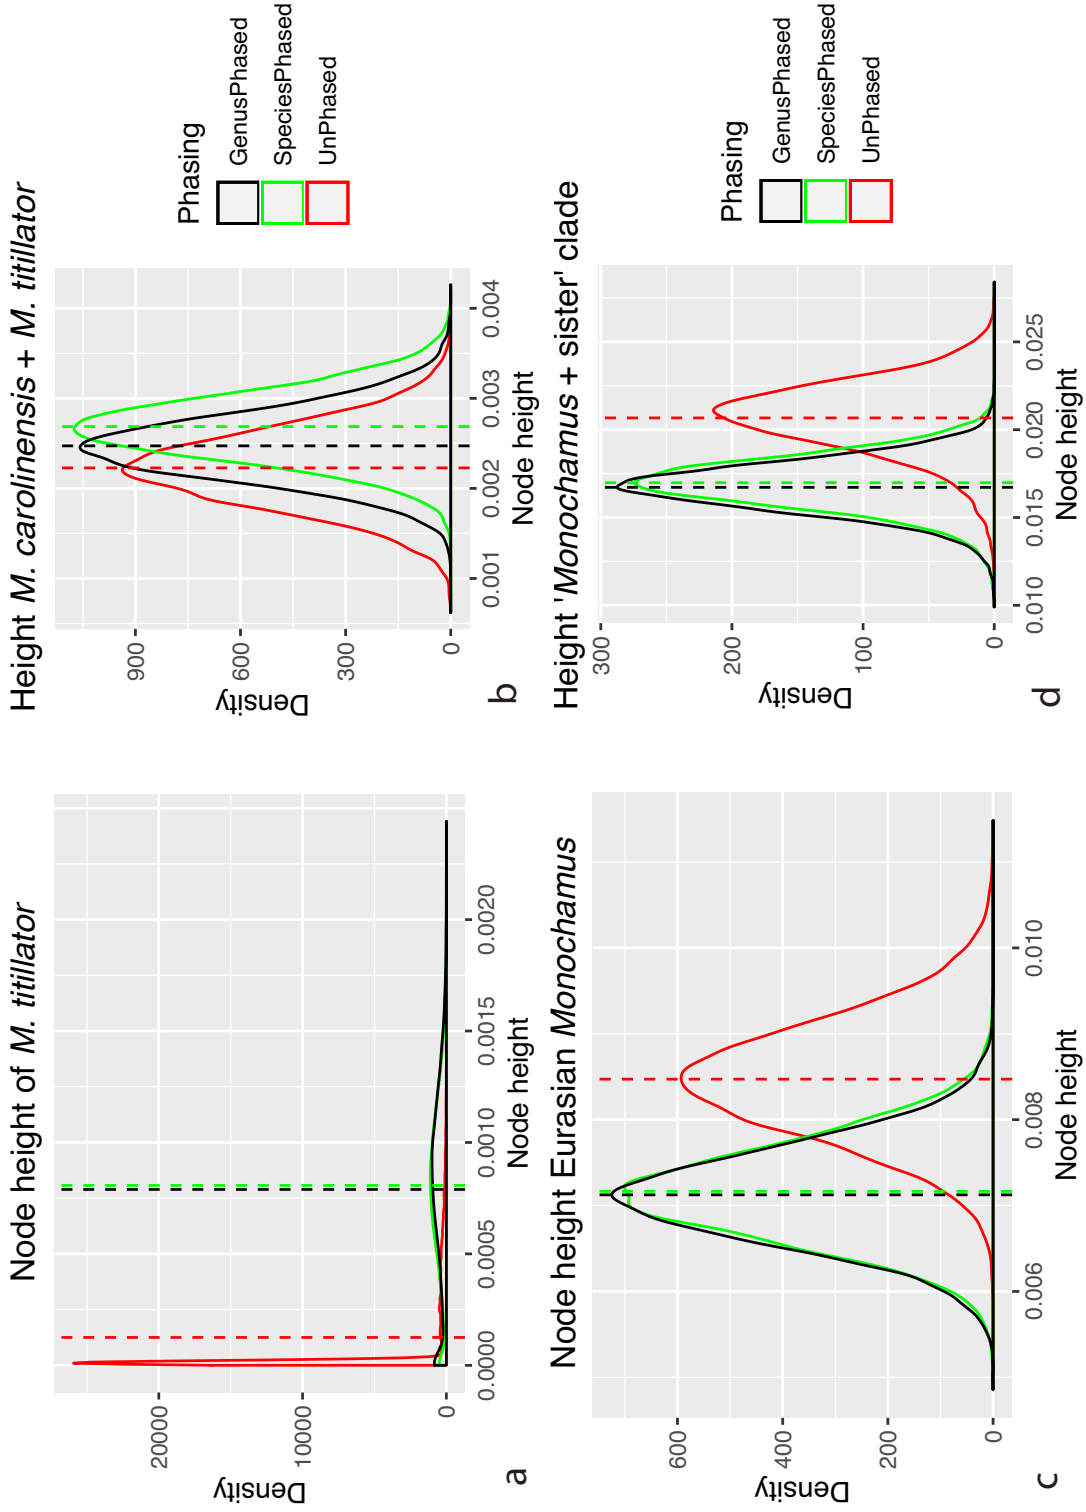 Node height of M. titillator
Density
20000
10000
0
0.0000
0.0005
0.0010
0.0015
0.0020
Node height
a
Height M. carolinensis + M. titillator
Density
900
600
300
0
0.001
0.002
0.003
0.004
Node height
b
Phasing
GenusPhased
SpeciesPhased
UnPhased
Node height Eurasian Monochamus
Density
600
400
200
0
0.006
0.008
0.010
Node height
c
Height 'Monochamus + sister' clade
Density
300
200
100
0
0.010
0.015
0.020
0.025
Node height
d
Phasing
GenusPhased
SpeciesPhased
UnPhased